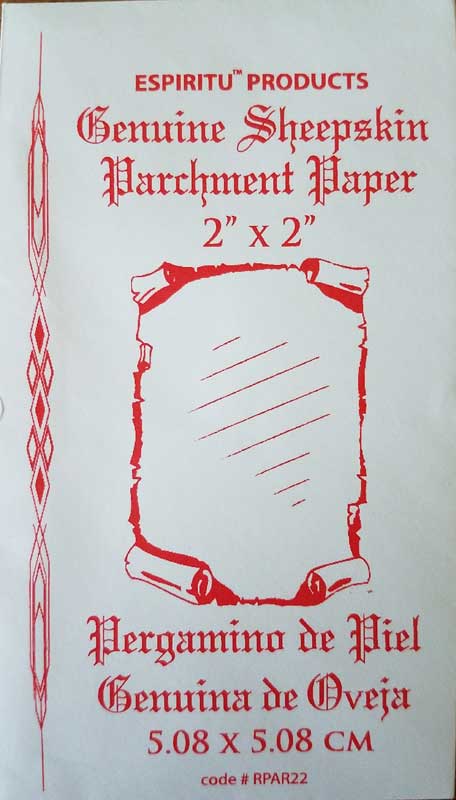 ESPIRITU™ PRODUCTS
Genuine Sheepskin
Parchment Paper
2” x 2”
Pergamino de Piel
Genuina de Oveja
5.08 X 5.08 CM
code # RPAR22